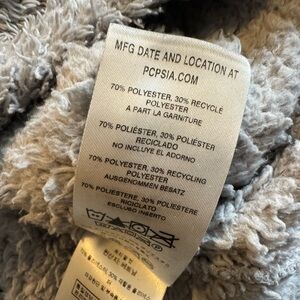 MFG DATE AND LOCATION AT
PCPSIA.COM
70% POLYESTER, 30% RECYCLÉ
POLYESTER
A PART LA GARNITURE
70% POLIÉSTER, 30% POLIÉSTER
RECICLADO
NO INCLUYE EL ADORNO
70% POLYESTER, 30% RECYCLING
POLYESTER
AUSGENOMMEN BESATZ
70% POLIESTERE, 30% POLIESTERE
RICICLATO
ESCLUSO INSERTO